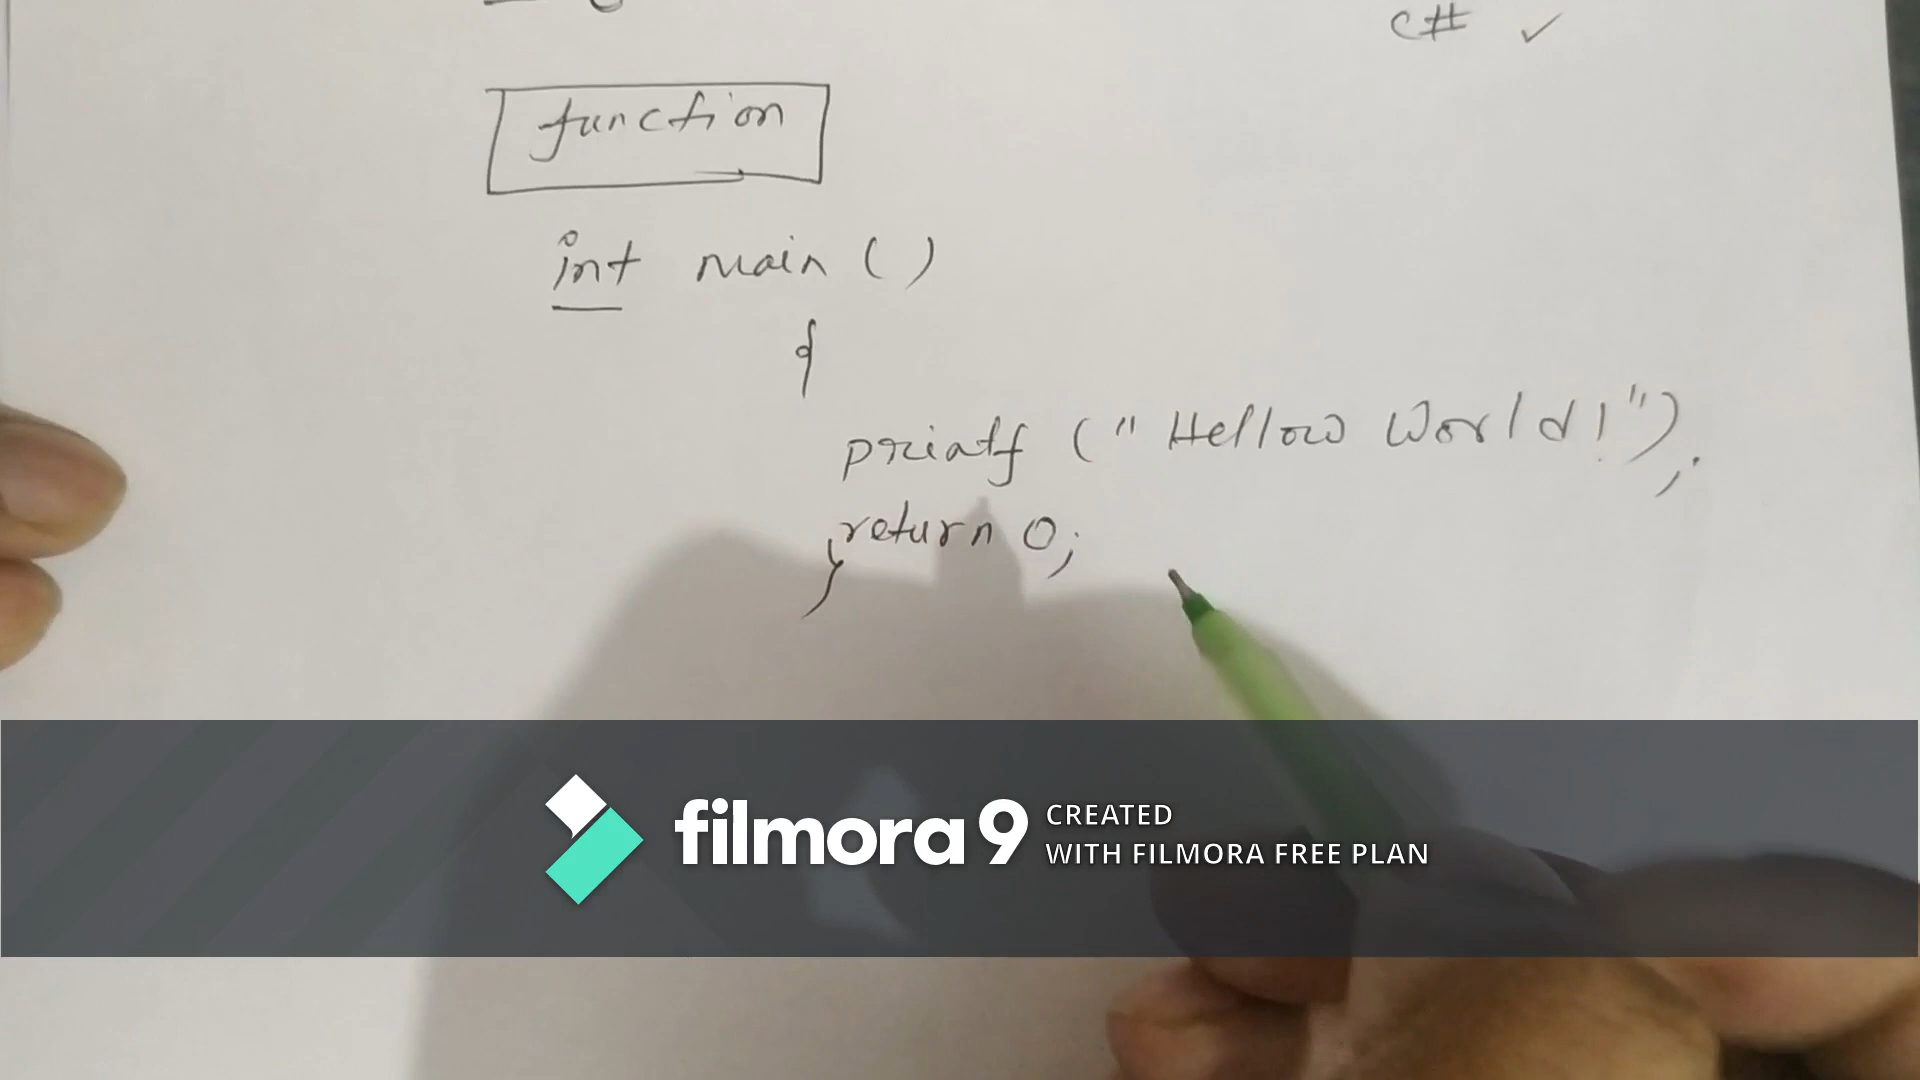 c# ✓
function
int main ()
{
printf ("Hellow World!");
return 0;
}
filmora9 CREATED
WITH FILMORA FREE PLAN